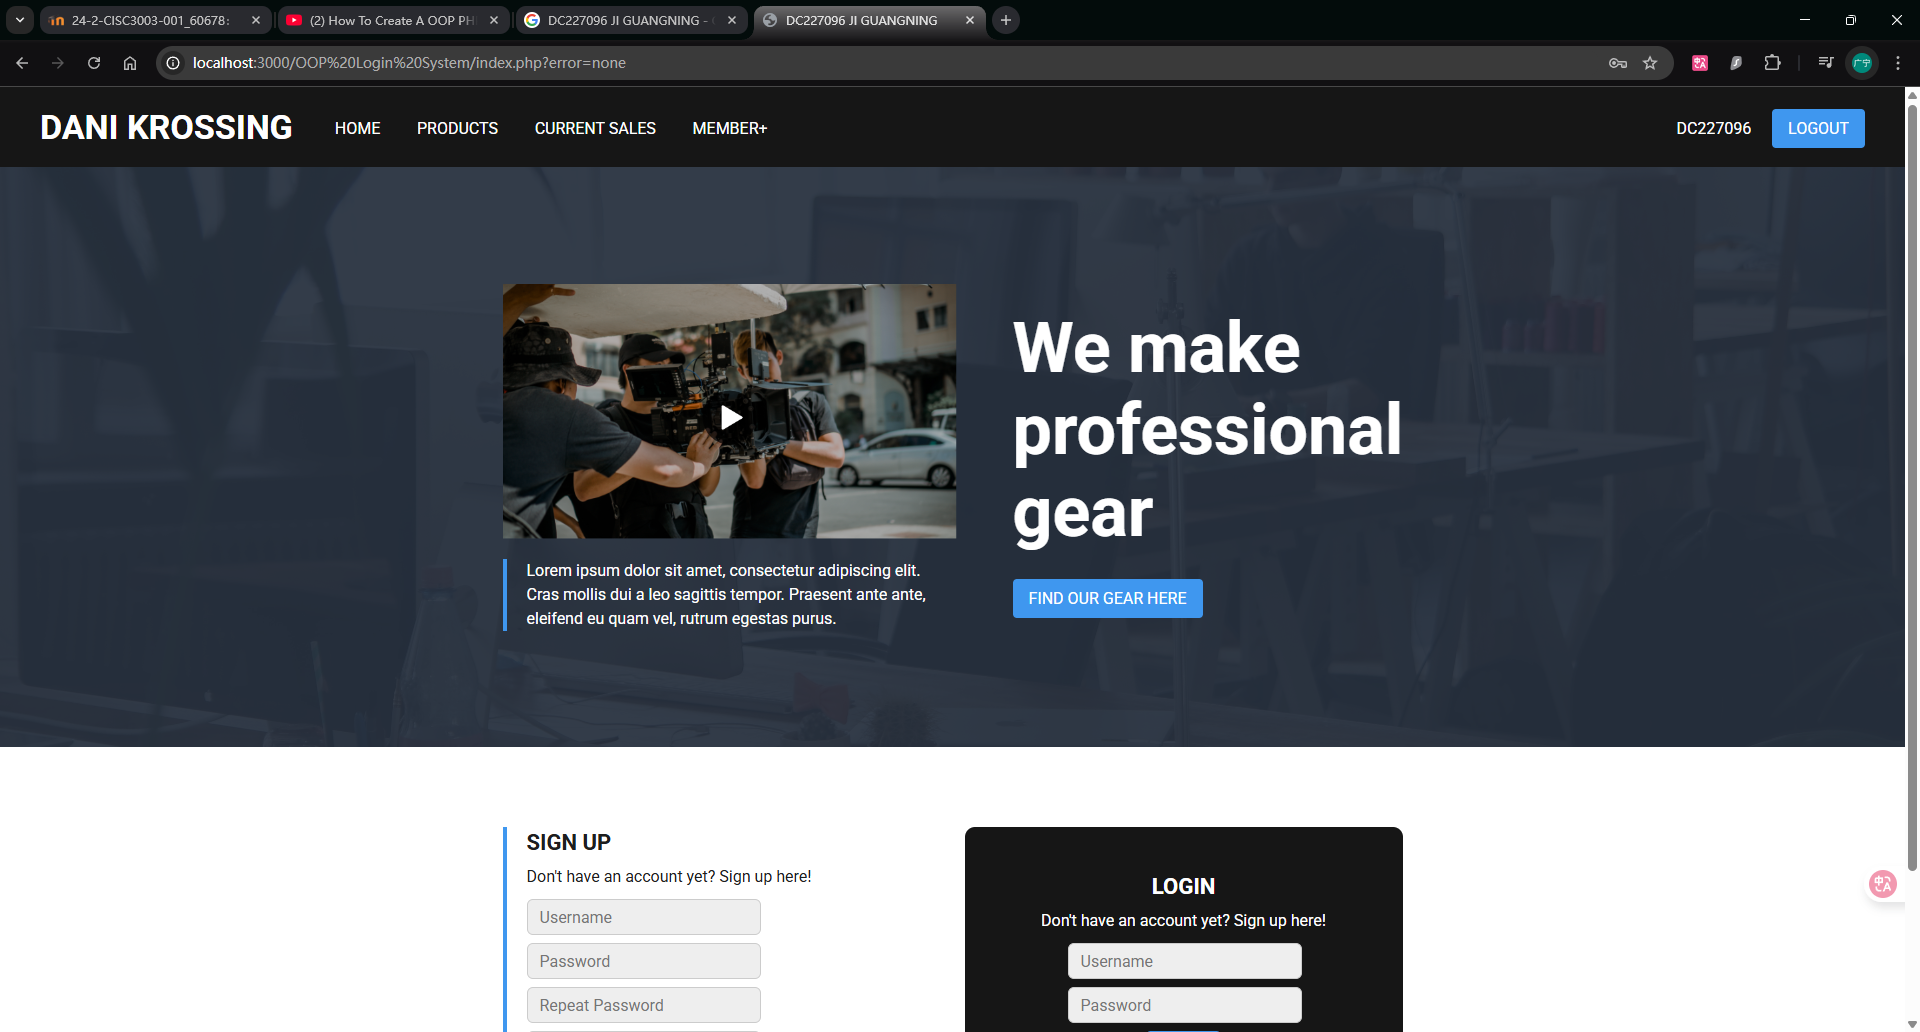 24-2-CISC3003-001_60678:
(2) How To Create A OOP PH
DC227096 JI GUANGNING -
DC227096 JI GUANGNING
localhost:3000/OOP%20Login%20System/index.php?error=none
广宁
DANI KROSSING
HOME
PRODUCTS
CURRENT SALES
MEMBER+
DC227096
LOGOUT
We make
professional
gear
Lorem ipsum dolor sit amet, consectetur adipiscing elit.
Cras mollis dui a leo sagittis tempor. Praesent ante ante,
eleifend eu quam vel, rutrum egestas purus.
FIND OUR GEAR HERE
SIGN UP
Don't have an account yet? Sign up here!
Username
Password
Repeat Password
LOGIN
Don't have an account yet? Sign up here!
Username
Password